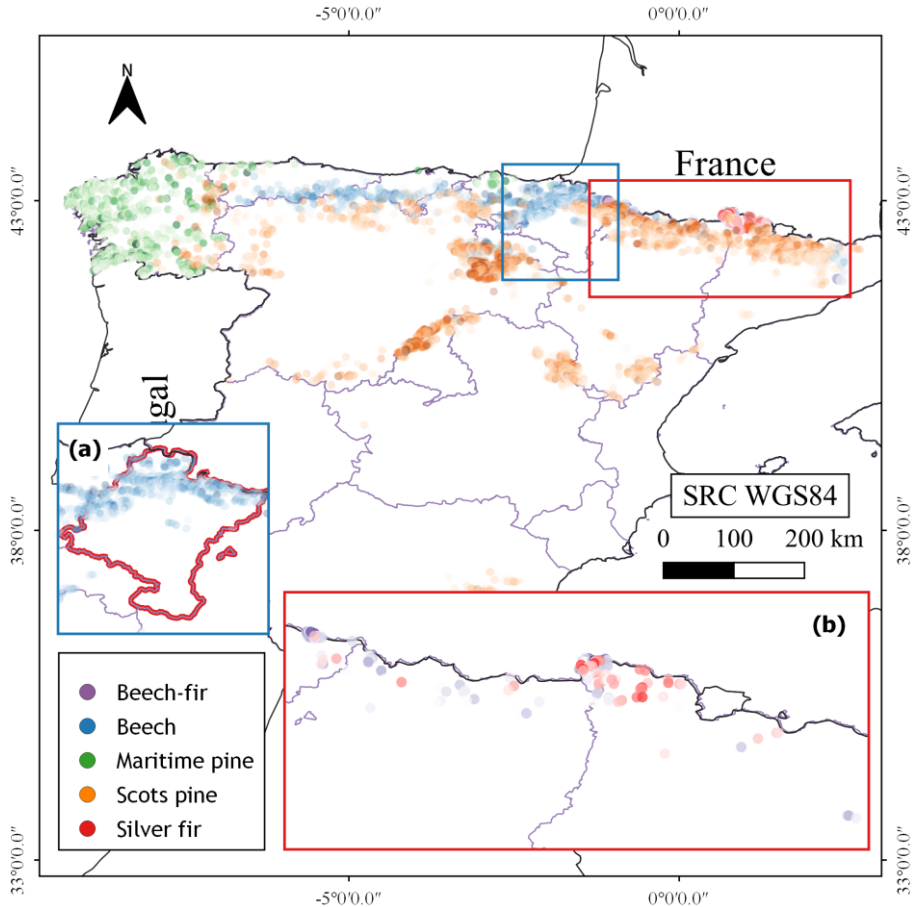 -5°0'0.0"
0°0'0.0"
N
France
43°0'0.0"
43°0'0.0"
gal
(a)
SRC WGS84
0 100 200 km
38°0'0.0"
38°0'0.0"
(b)
Beech-fir
Beech
Maritime pine
Scots pine
Silver fir
33°0'0.0"
33°0'0.0"
-5°0'0.0"
0°0'0.0"